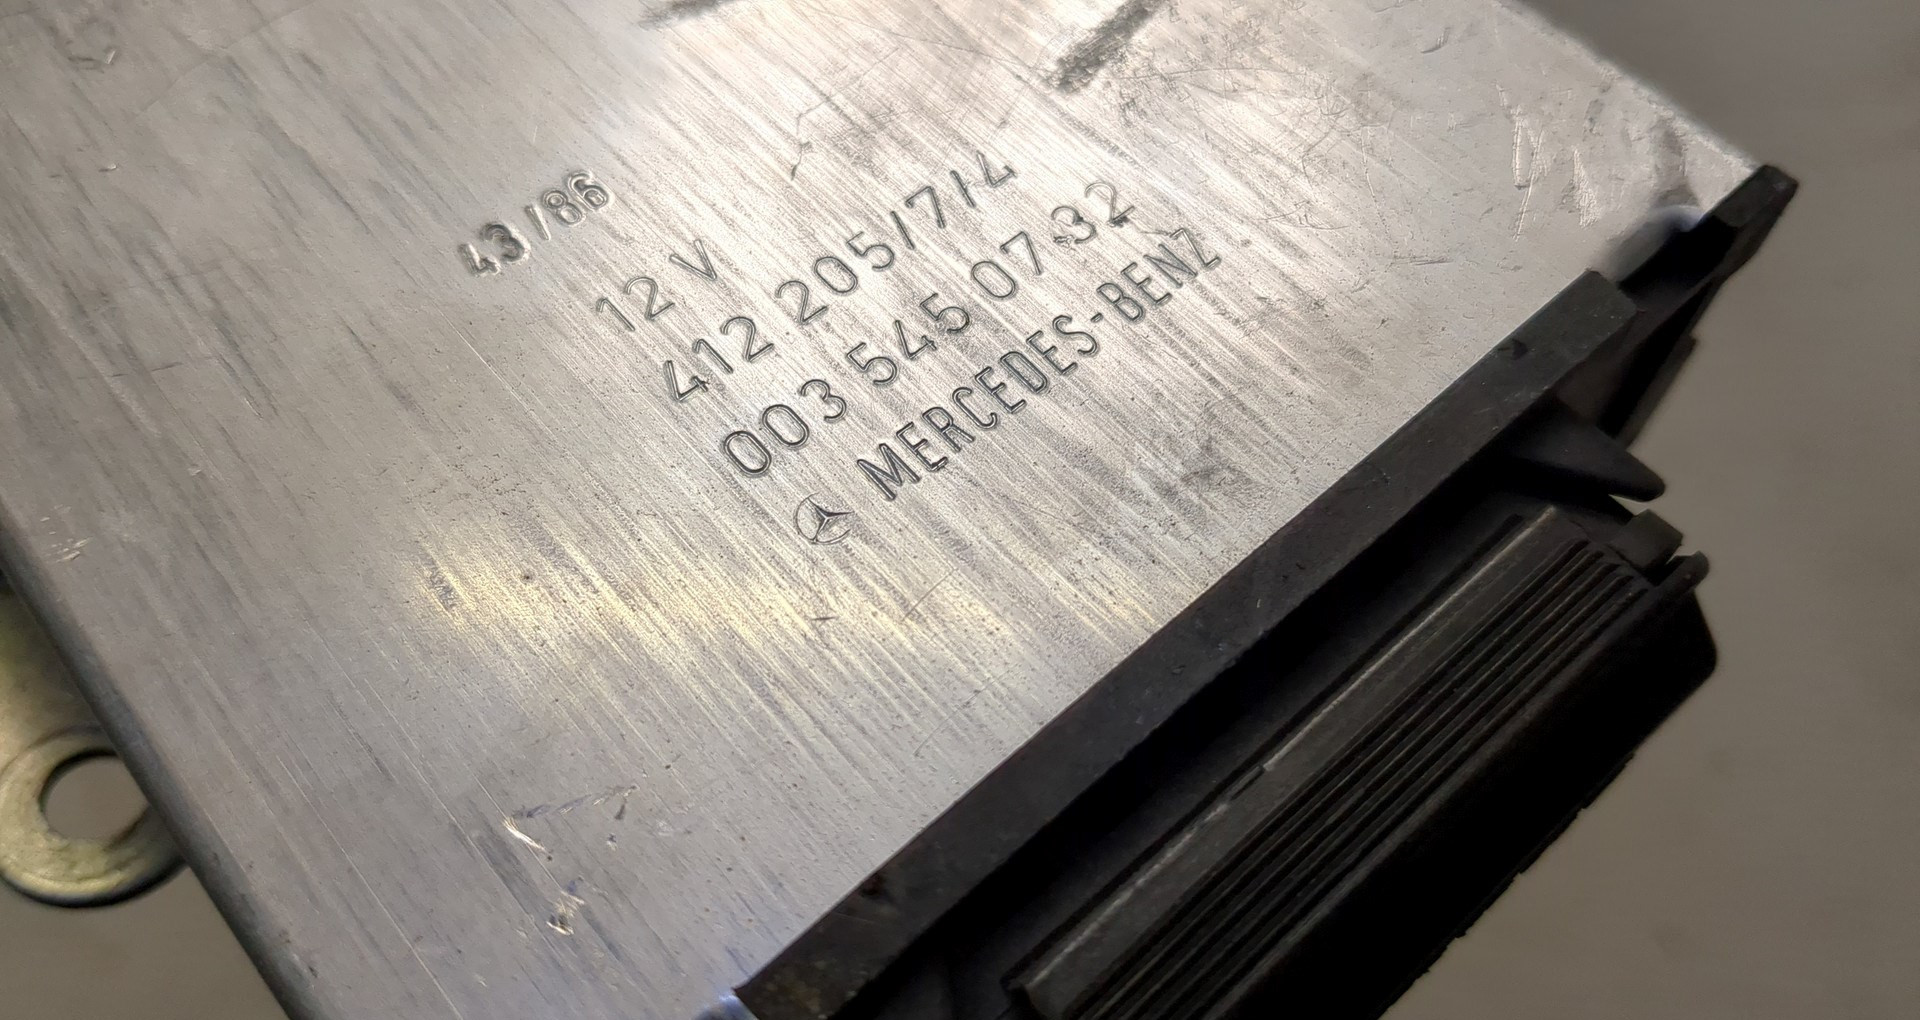 43/86
12 V
412.205/7/4
003 545 07 32
MERCEDES-BENZ